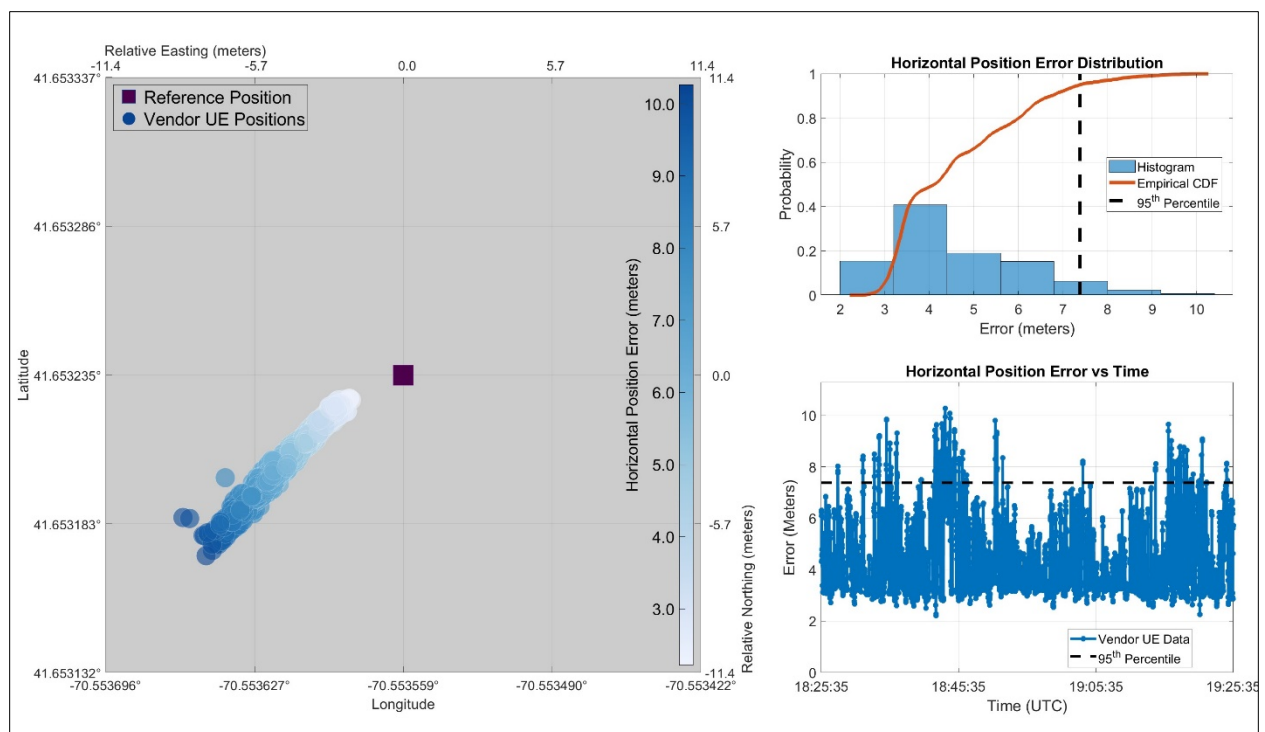 Relative Easting (meters)
-11.4 -5.7 0.0 5.7 11.4
41.653337°
41.653286°
41.653235°
41.653183°
41.653132°
Latitude
Reference Position
Vendor UE Positions
10.0
9.0
8.0
7.0
6.0
5.0
4.0
3.0
Horizontal Position Error (meters)
11.4
5.7
0.0
-5.7
-11.4
Relative Northing (meters)
-70.553696° -70.553627° -70.553559° -70.553490° -70.553422°
Longitude
Horizontal Position Error Distribution
1
0.8
0.6
0.4
0.2
0
Probability
Histogram
Empirical CDF
95th Percentile
2 3 4 5 6 7 8 9 10
Error (meters)
Horizontal Position Error vs Time
10
8
6
4
2
0
Error (Meters)
Vendor UE Data
95th Percentile
18:25:35 18:45:35 19:05:35 19:25:35
Time (UTC)